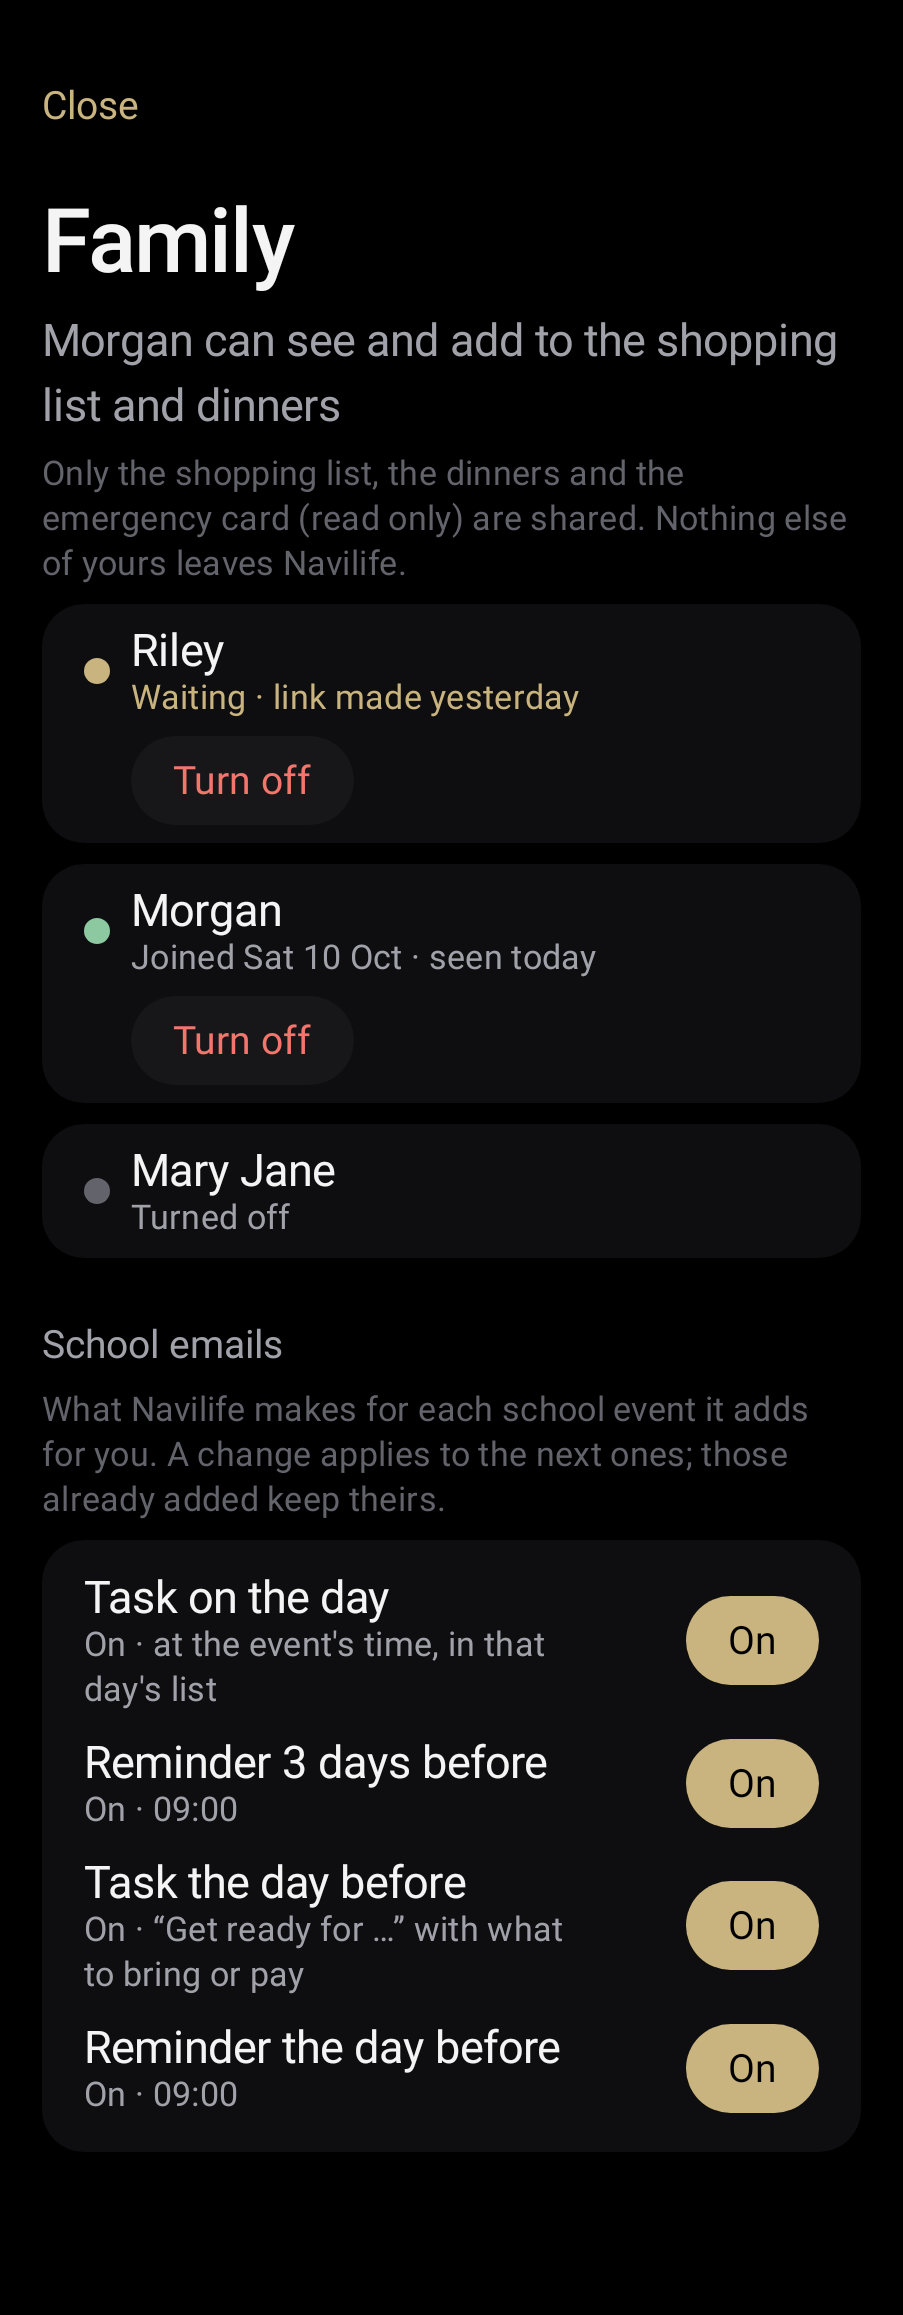 Close
Family
Morgan can see and add to the shopping
list and dinners
Only the shopping list, the dinners and the
emergency card (read only) are shared. Nothing else
of yours leaves Navilife.
Riley
Waiting · link made yesterday
Turn off
Morgan
Joined Sat 10 Oct · seen today
Turn off
Mary Jane
Turned off
School emails
What Navilife makes for each school event it adds
for you. A change applies to the next ones; those
already added keep theirs.
Task on the day
On · at the event's time, in that
day's list
On
Reminder 3 days before
On · 09:00
On
Task the day before
On · “Get ready for …” with what
to bring or pay
On
Reminder the day before
On · 09:00
On